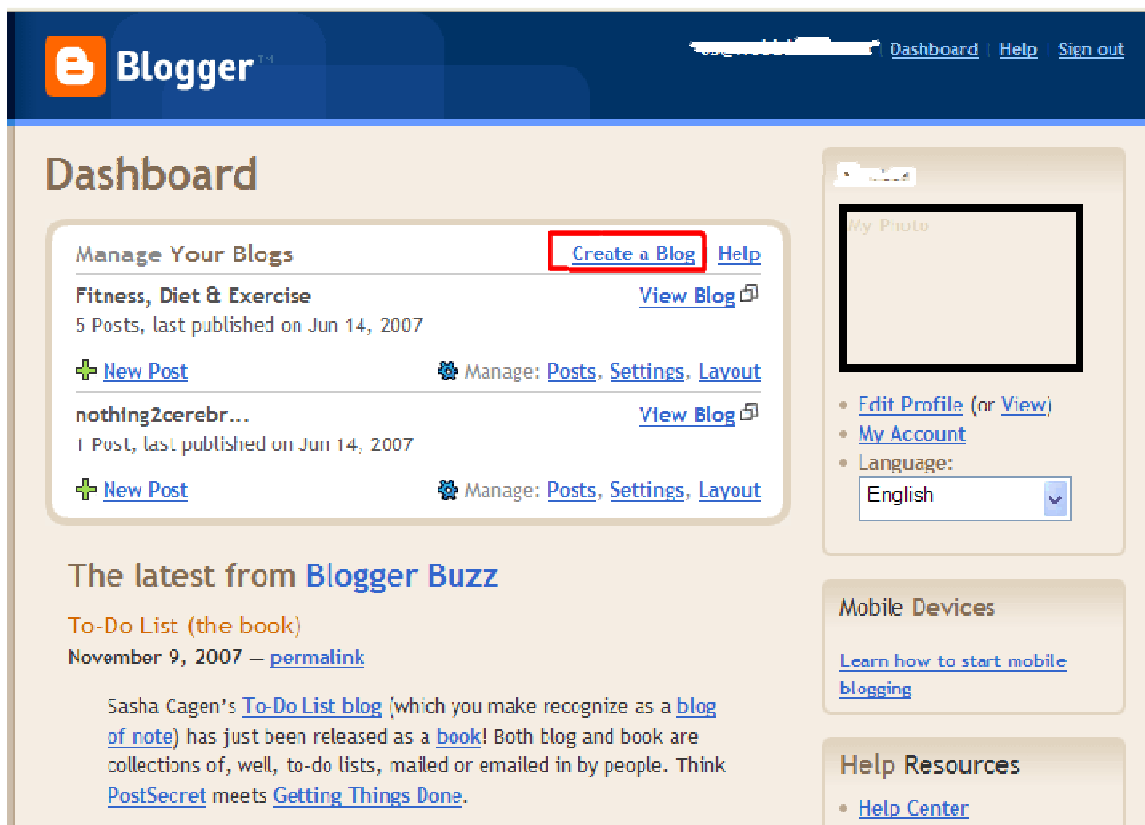 Blogger™
Dashboard | Help | Sign out
Dashboard
Manage Your Blogs Create a Blog Help
Fitness, Diet & Exercise View Blog
5 Posts, last published on Jun 14, 2007
New Post Manage: Posts, Settings, Layout
nothing2cerebr... View Blog
1 Post, last published on Jun 14, 2007
New Post Manage: Posts, Settings, Layout
The latest from Blogger Buzz
To-Do List (the book)
November 9, 2007 — permalink
Sasha Cagen's To-Do List blog (which you make recognize as a blog
of note) has just been released as a book! Both blog and book are
collections of, well, to-do lists, mailed or emailed in by people. Think
PostSecret meets Getting Things Done.
My Photo
Edit Profile (or View)
My Account
Language:
English
Mobile Devices
Learn how to start mobile
blogging
Help Resources
Help Center